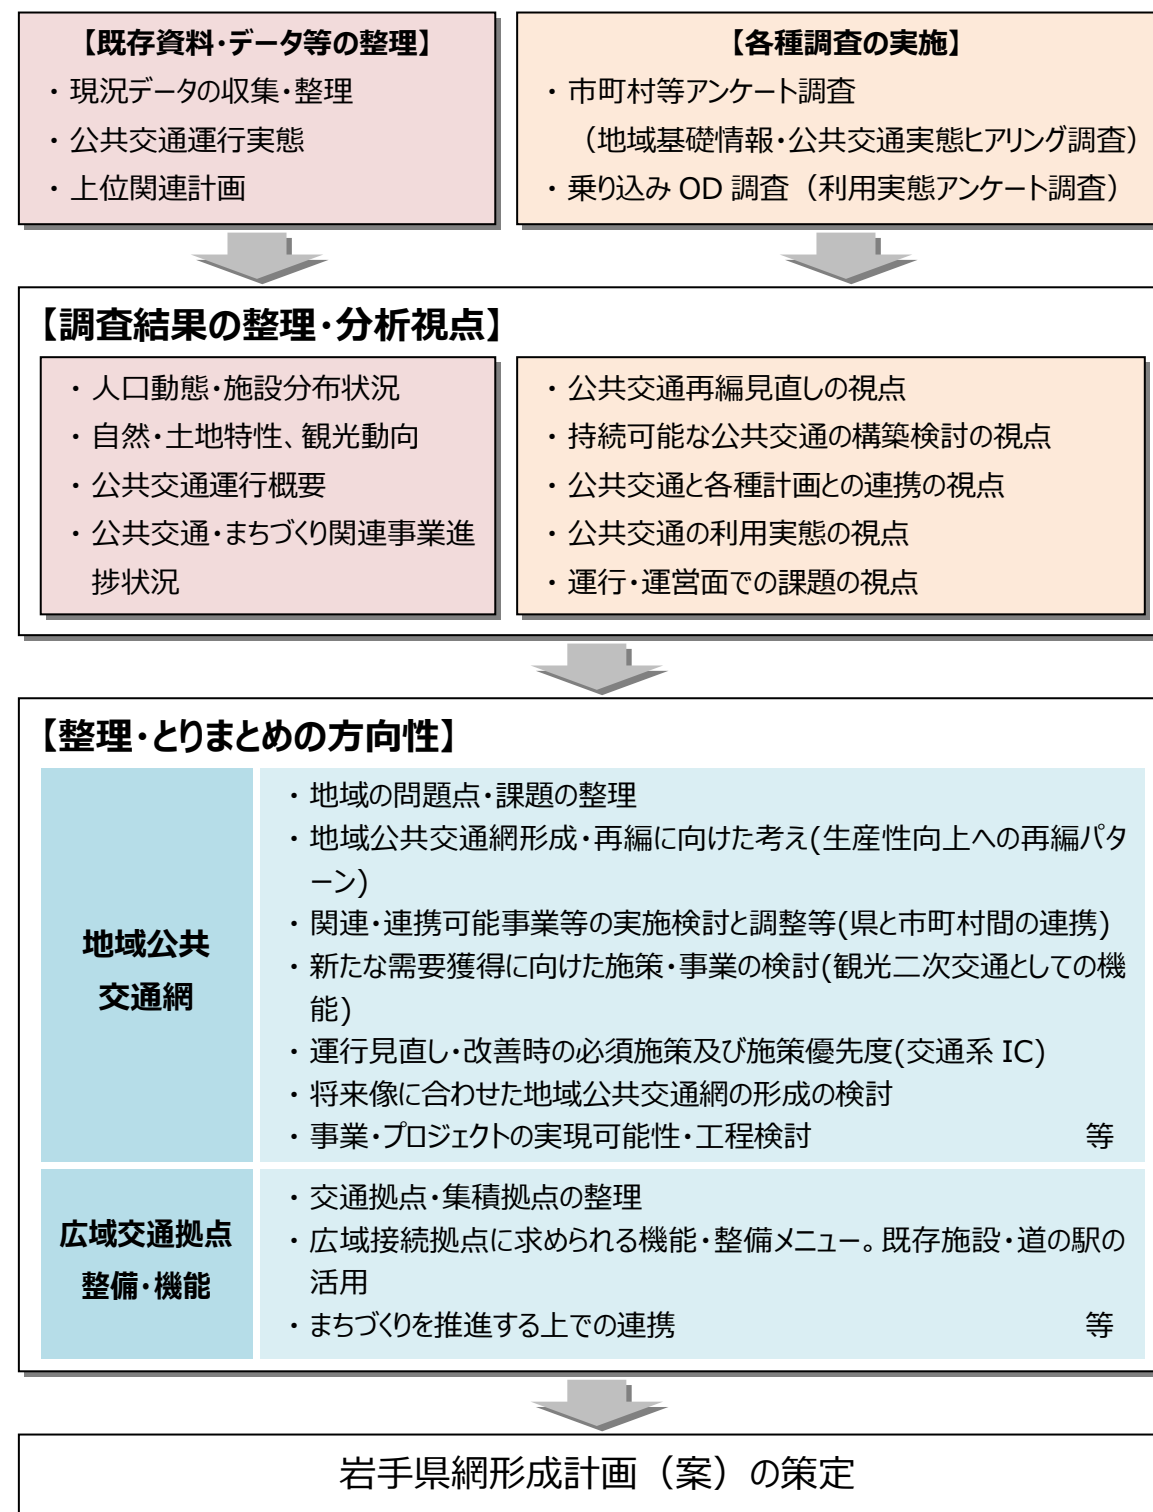 【既存資料・データ等の整理】
・ 現況データの収集・整理
・ 公共交通運行実態
・ 上位関連計画
【各種調査の実施】
・ 市町村等アンケート調査
（地域基礎情報・公共交通実態ヒアリング調査）
・ 乗り込み OD 調査（利用実態アンケート調査）
【調査結果の整理・分析視点】
・ 人口動態・施設分布状況
・ 自然・土地特性、観光動向
・ 公共交通運行概要
・ 公共交通・まちづくり関連事業進
捗状況
・ 公共交通再編見直しの視点
・ 持続可能な公共交通の構築検討の視点
・ 公共交通と各種計画との連携の視点
・ 公共交通の利用実態の視点
・ 運行・運営面での課題の視点
【整理・とりまとめの方向性】
地域公共
交通網
・ 地域の問題点・課題の整理
・ 地域公共交通網形成・再編に向けた考え(生産性向上への再編パタ
ーン)
・ 関連・連携可能事業等の実施検討と調整等(県と市町村間の連携)
・ 新たな需要獲得に向けた施策・事業の検討(観光二次交通としての機
能)
・ 運行見直し・改善時の必須施策及び施策優先度(交通系 IC)
・ 将来像に合わせた地域公共交通網の形成の検討
・ 事業・プロジェクトの実現可能性・工程検討 等
広域交通拠点
整備・機能
・ 交通拠点・集積拠点の整理
・ 広域接続拠点に求められる機能・整備メニュー。既存施設・道の駅の
活用
・ まちづくりを推進する上での連携 等
岩手県網形成計画（案）の策定